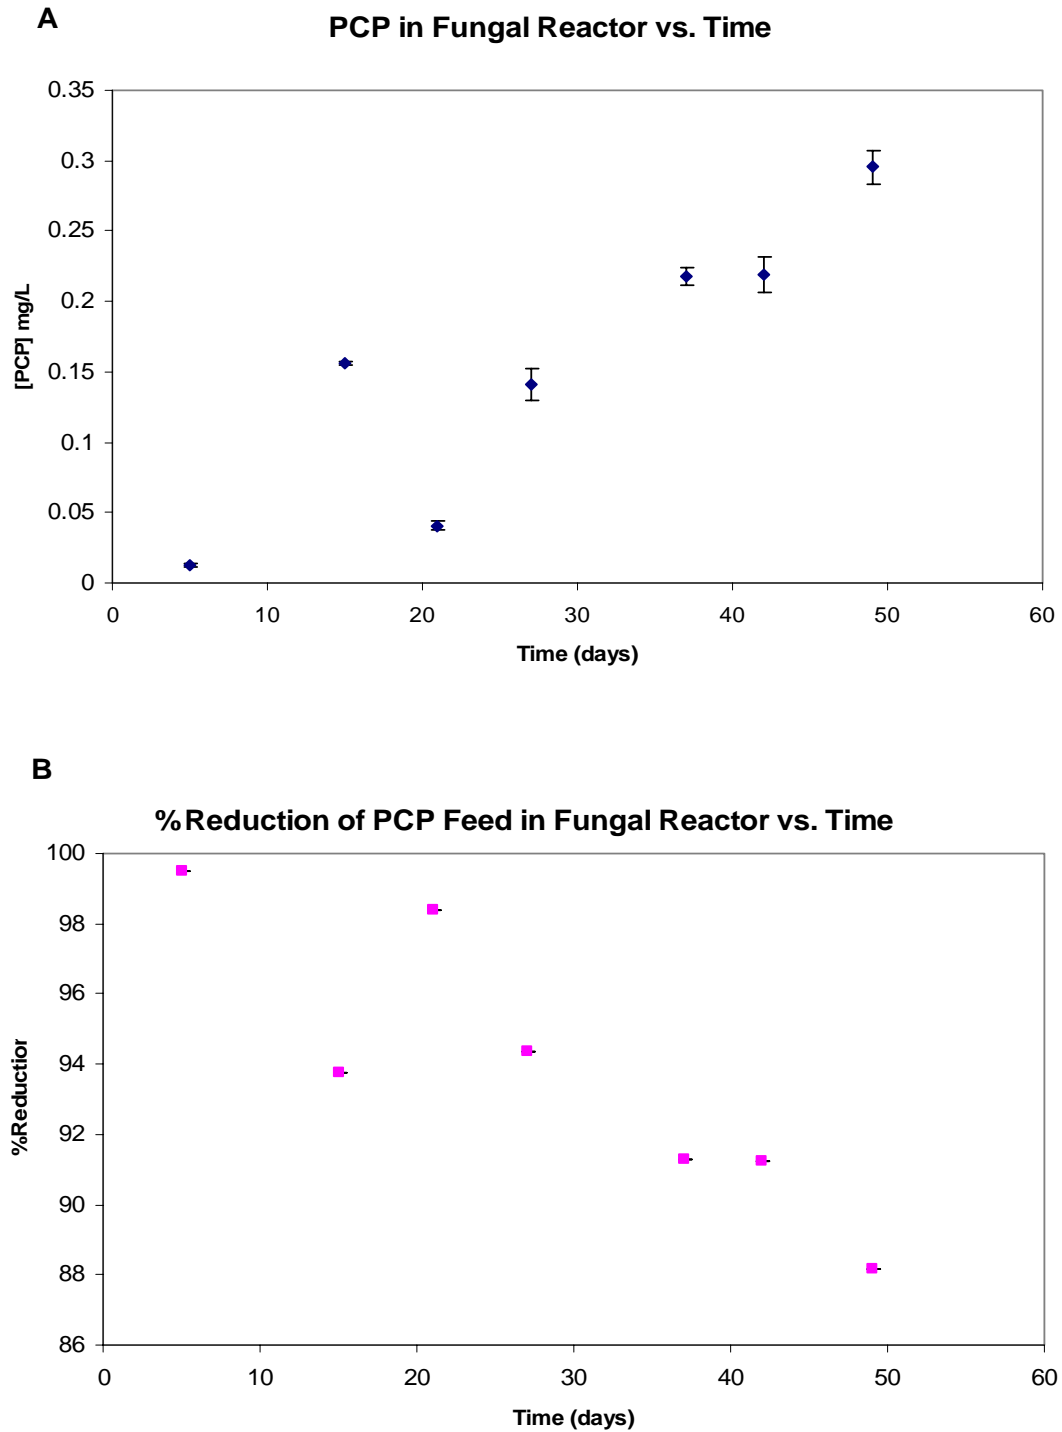 A
PCP in Fungal Reactor vs. Time
0.35
0.3
0.25
0.2
0.15
0.1
0.05
0
[PCP] mg/L
0 10 20 30 40 50 60
Time (days)
B
%Reduction of PCP Feed in Fungal Reactor vs. Time
100
98
96
94
92
90
88
86
%Reductior
0 10 20 30 40 50 60
Time (days)